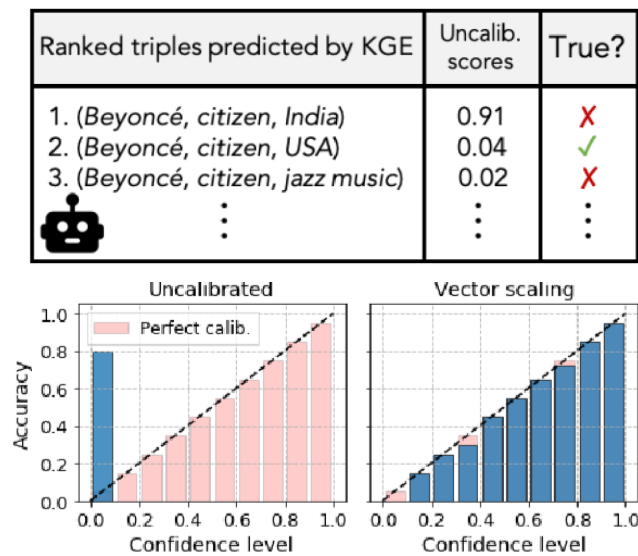 Ranked triples predicted by KGE Uncalib. scores True?
1. (Beyoncé, citizen, India) 0.91 ✗
2. (Beyoncé, citizen, USA) 0.04 ✓
3. (Beyoncé, citizen, jazz music) 0.02 ✗
Uncalibrated Vector scaling
Perfect calib.
Accuracy
1.0
0.8
0.6
0.4
0.2
0.0
0.0 0.2 0.4 0.6 0.8 1.0 0.0 0.2 0.4 0.6 0.8 1.0
Confidence level Confidence level